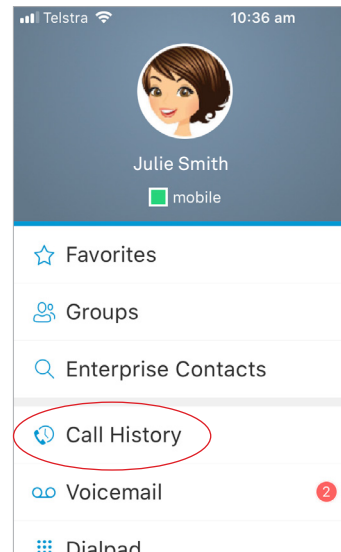 Telstra 10:36 am
Julie Smith
mobile
Favorites
Groups
Enterprise Contacts
Call History
Voicemail 2
Dialpad